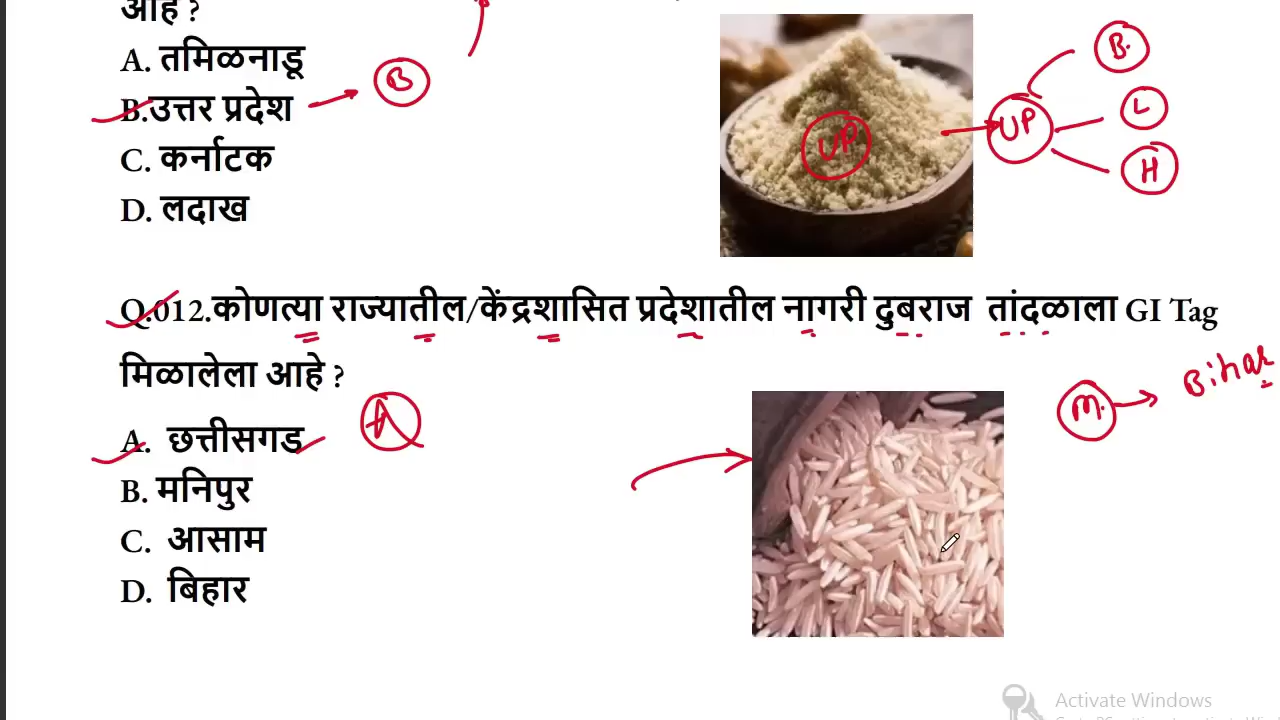 आहे ?
A. तमिळनाडू
B.उत्तर प्रदेश B
C. कर्नाटक
D. लदाख
UP UP B. L H
Q.012.कोणत्या राज्यातील/केंद्रशासित प्रदेशातील नागरी दुबराज तांदळाला GI Tag
मिळालेला आहे ?
M. Bihar
A. छत्तीसगड A
B. मनिपुर
C. आसाम
D. बिहार
Activate Windows